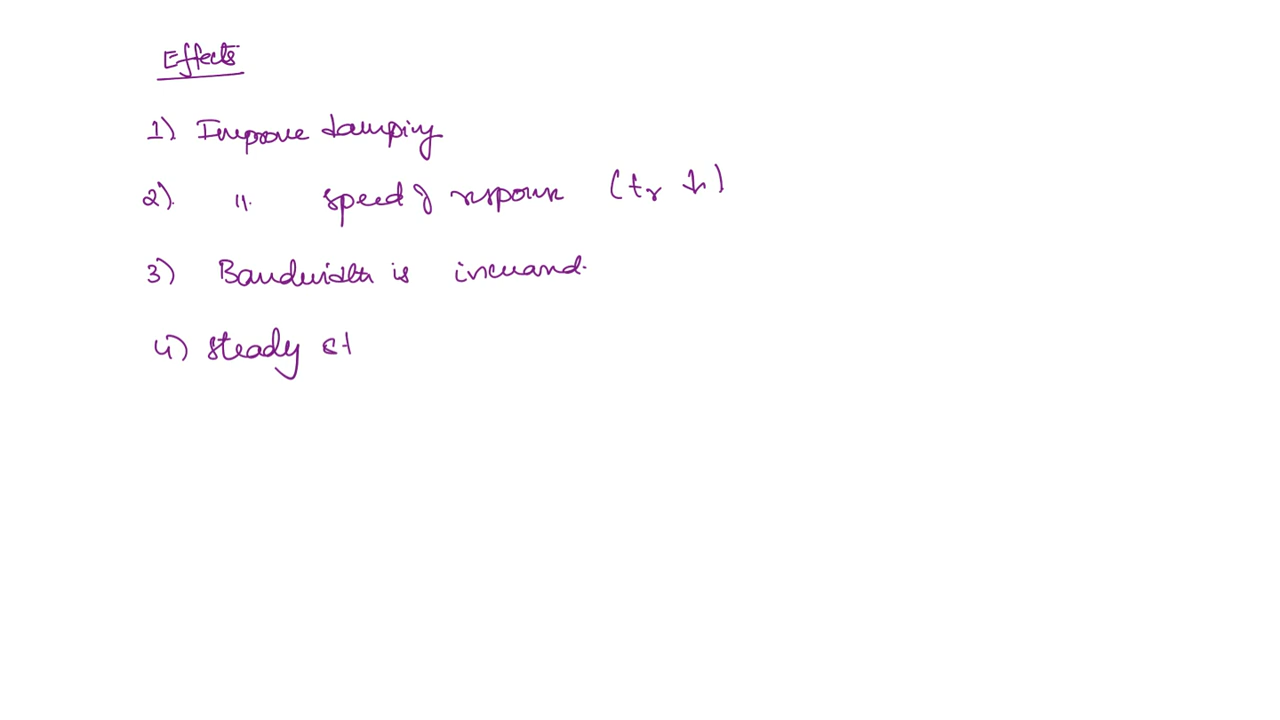 Effects
1) Improve damping
2) " speed of response (tr ↓)
3) Bandwidth is increased.
4) Steady st